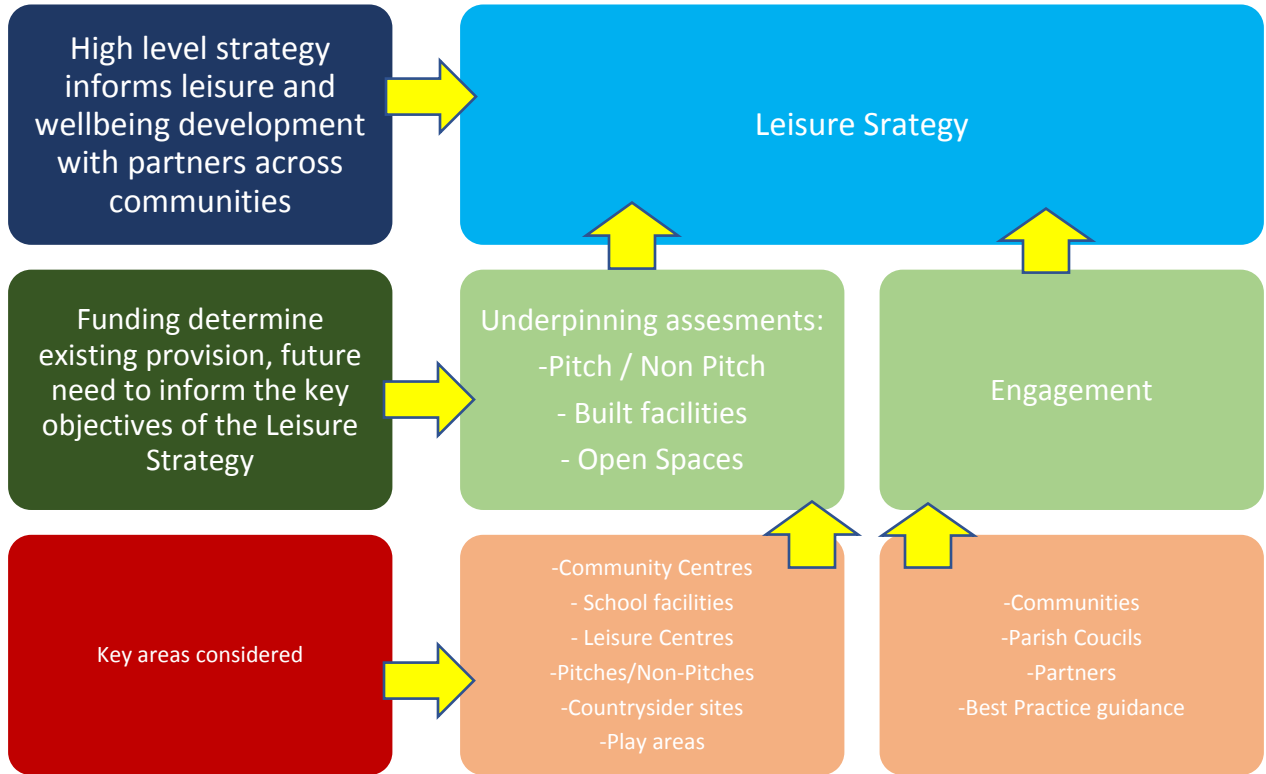 High level strategy
informs leisure and
wellbeing development
with partners across
communities
Leisure Srategy
Funding determine
existing provision, future
need to inform the key
objectives of the Leisure
Strategy
Underpinning assesments:
-Pitch / Non Pitch
- Built facilities
- Open Spaces
Engagement
Key areas considered
-Community Centres
- School facilities
- Leisure Centres
-Pitches/Non-Pitches
-Countrysider sites
-Play areas
-Communities
-Parish Coucils
-Partners
-Best Practice guidance